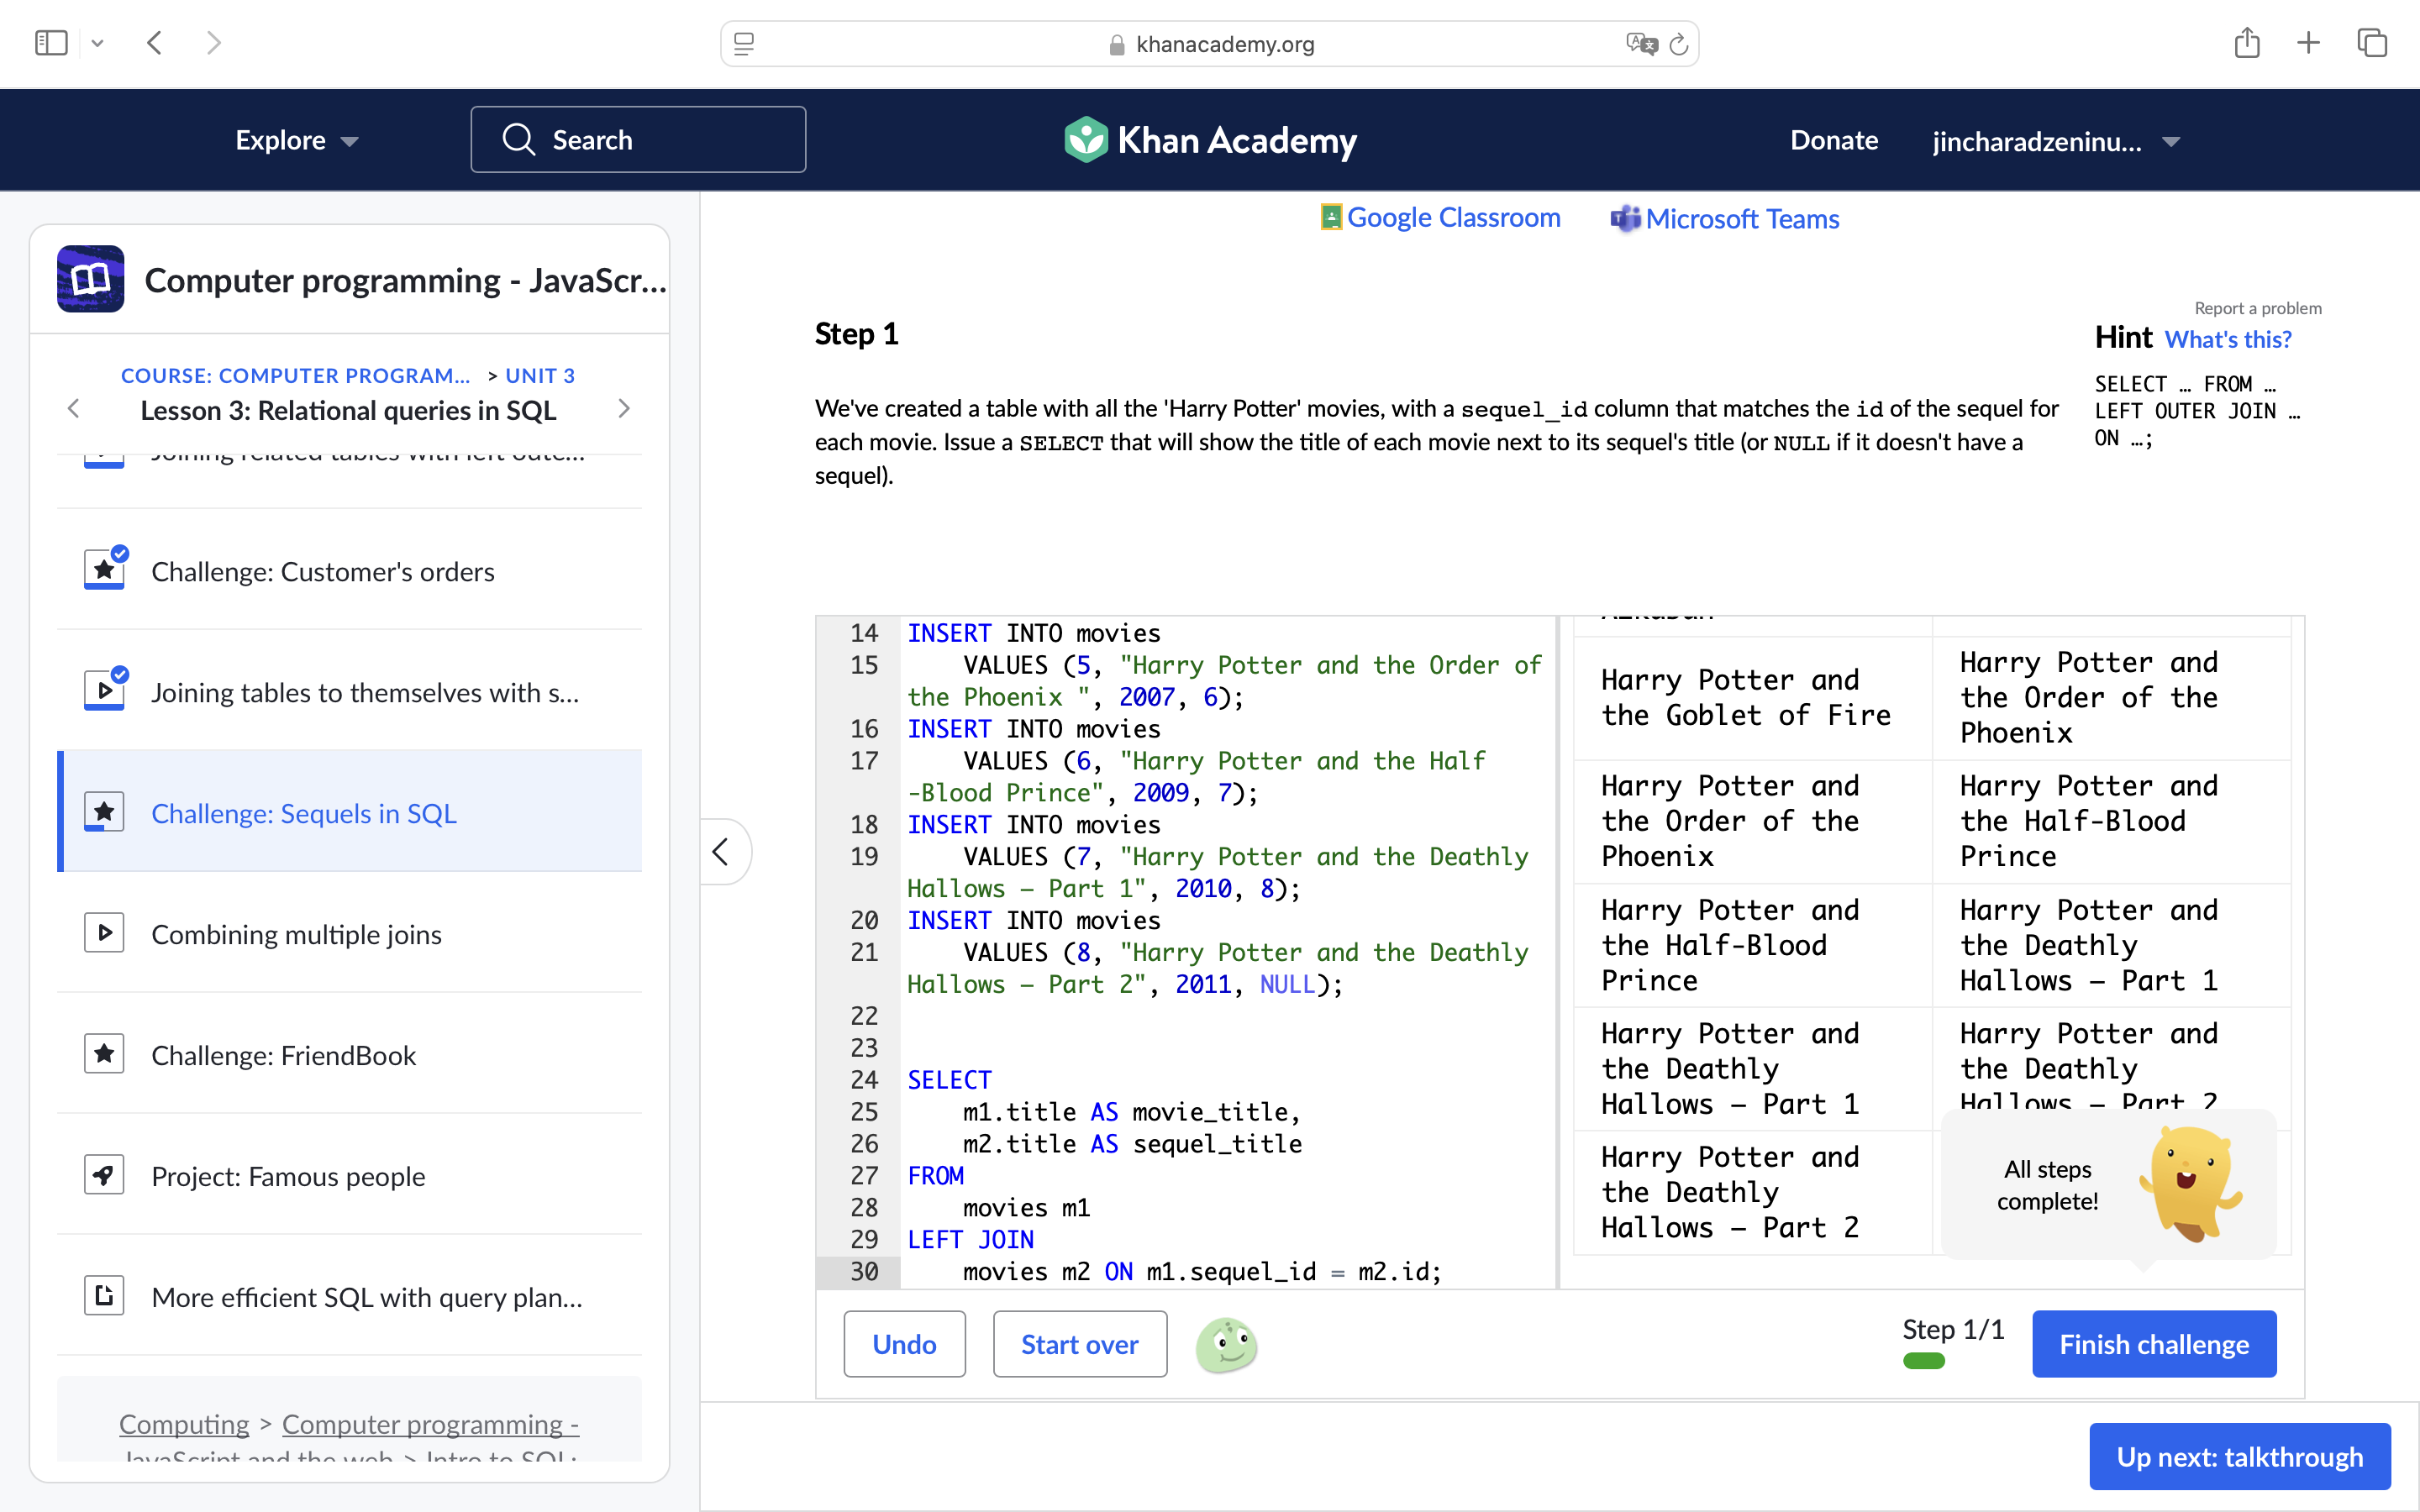 khanacademy.org
Explore
Search
Khan Academy
Donate
jincharadzeninu...
Computer programming - JavaScr...
COURSE: COMPUTER PROGRAM... > UNIT 3
Lesson 3: Relational queries in SQL
Joining related tables with left oute...
Challenge: Customer's orders
Joining tables to themselves with s...
Challenge: Sequels in SQL
Combining multiple joins
Challenge: FriendBook
Project: Famous people
More efficient SQL with query plan...
Computing > Computer programming -
JavaScript and the web > Intro to SQL:
Google Classroom
Microsoft Teams
Report a problem
Step 1
We've created a table with all the 'Harry Potter' movies, with a sequel_id column that matches the id of the sequel for
each movie. Issue a SELECT that will show the title of each movie next to its sequel's title (or NULL if it doesn't have a
sequel).
Hint What's this?
SELECT … FROM …
LEFT OUTER JOIN …
ON …;
14 INSERT INTO movies
15 VALUES (5, "Harry Potter and the Order of
the Phoenix ", 2007, 6);
16 INSERT INTO movies
17 VALUES (6, "Harry Potter and the Half
-Blood Prince", 2009, 7);
18 INSERT INTO movies
19 VALUES (7, "Harry Potter and the Deathly
Hallows – Part 1", 2010, 8);
20 INSERT INTO movies
21 VALUES (8, "Harry Potter and the Deathly
Hallows – Part 2", 2011, NULL);
22
23
24 SELECT
25 m1.title AS movie_title,
26 m2.title AS sequel_title
27 FROM
28 movies m1
29 LEFT JOIN
30 movies m2 ON m1.sequel_id = m2.id;
Azkaban
Harry Potter and
the Goblet of Fire
Harry Potter and
the Order of the
Phoenix
Harry Potter and
the Order of the
Phoenix
Harry Potter and
the Half-Blood
Prince
Harry Potter and
the Half-Blood
Prince
Harry Potter and
the Deathly
Hallows – Part 1
Harry Potter and
the Deathly
Hallows – Part 1
Harry Potter and
the Deathly
Hallows – Part 2
Harry Potter and
the Deathly
Hallows – Part 2
All steps
complete!
Undo
Start over
Step 1/1
Finish challenge
Up next: talkthrough